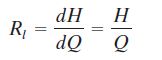 R_l = dH/dQ = H/Q